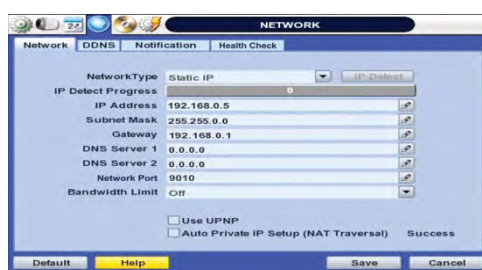 24
NETWORK
Network DDNS Notification Health Check
NetworkType Static IP IP Detect
IP Detect Progress 0
IP Address 192.168.0.5
Subnet Mask 255.255.0.0
Gateway 192.168.0.1
DNS Server 1 0.0.0.0
DNS Server 2 0.0.0.0
Network Port 9010
Bandwidth Limit Off
Use UPNP
Auto Private IP Setup (NAT Traversal) Success
Default Help Save Cancel